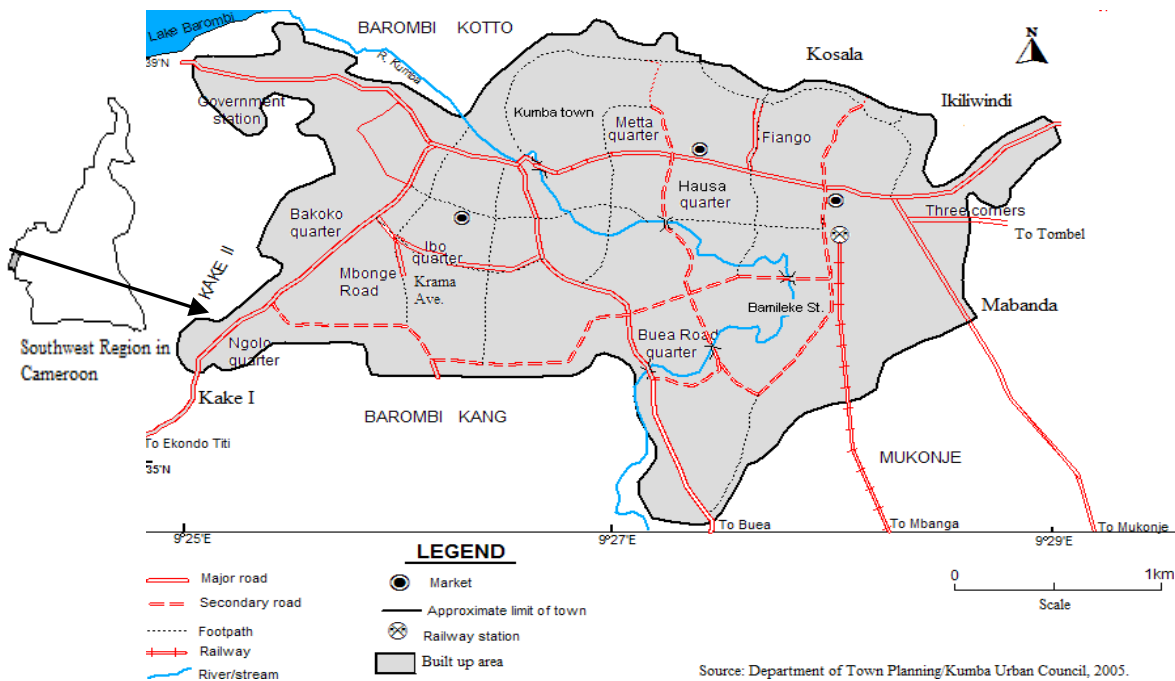 Lake Barombi
BAROMBI KOTTO
N
Kosala
39'N
R. Kumba
Ikiliwindi
Government
station
Kumba town
Metta
quarter
Fiango
Hausa
quarter
Bakoko
quarter
Three corners
To Tombel
Ibo
quarter
KAKE II
Mbonge
Road
Krama
Ave.
Mabanda
Bamileke St.
Buea Road
quarter
Southwest Region in
Cameroon
Ngolo
quarter
Kake I
BAROMBI KANG
To Ekondo Titi
MUKONJE
35'N
To Buea
To Mbanga
To Mukonje
9°25'E
9°27'E
9°29'E
LEGEND
Major road
Secondary road
Footpath
Railway
River/stream
Market
Approximate limit of town
Railway station
Built up area
0 1km
Scale
Source: Department of Town Planning/Kumba Urban Council, 2005.